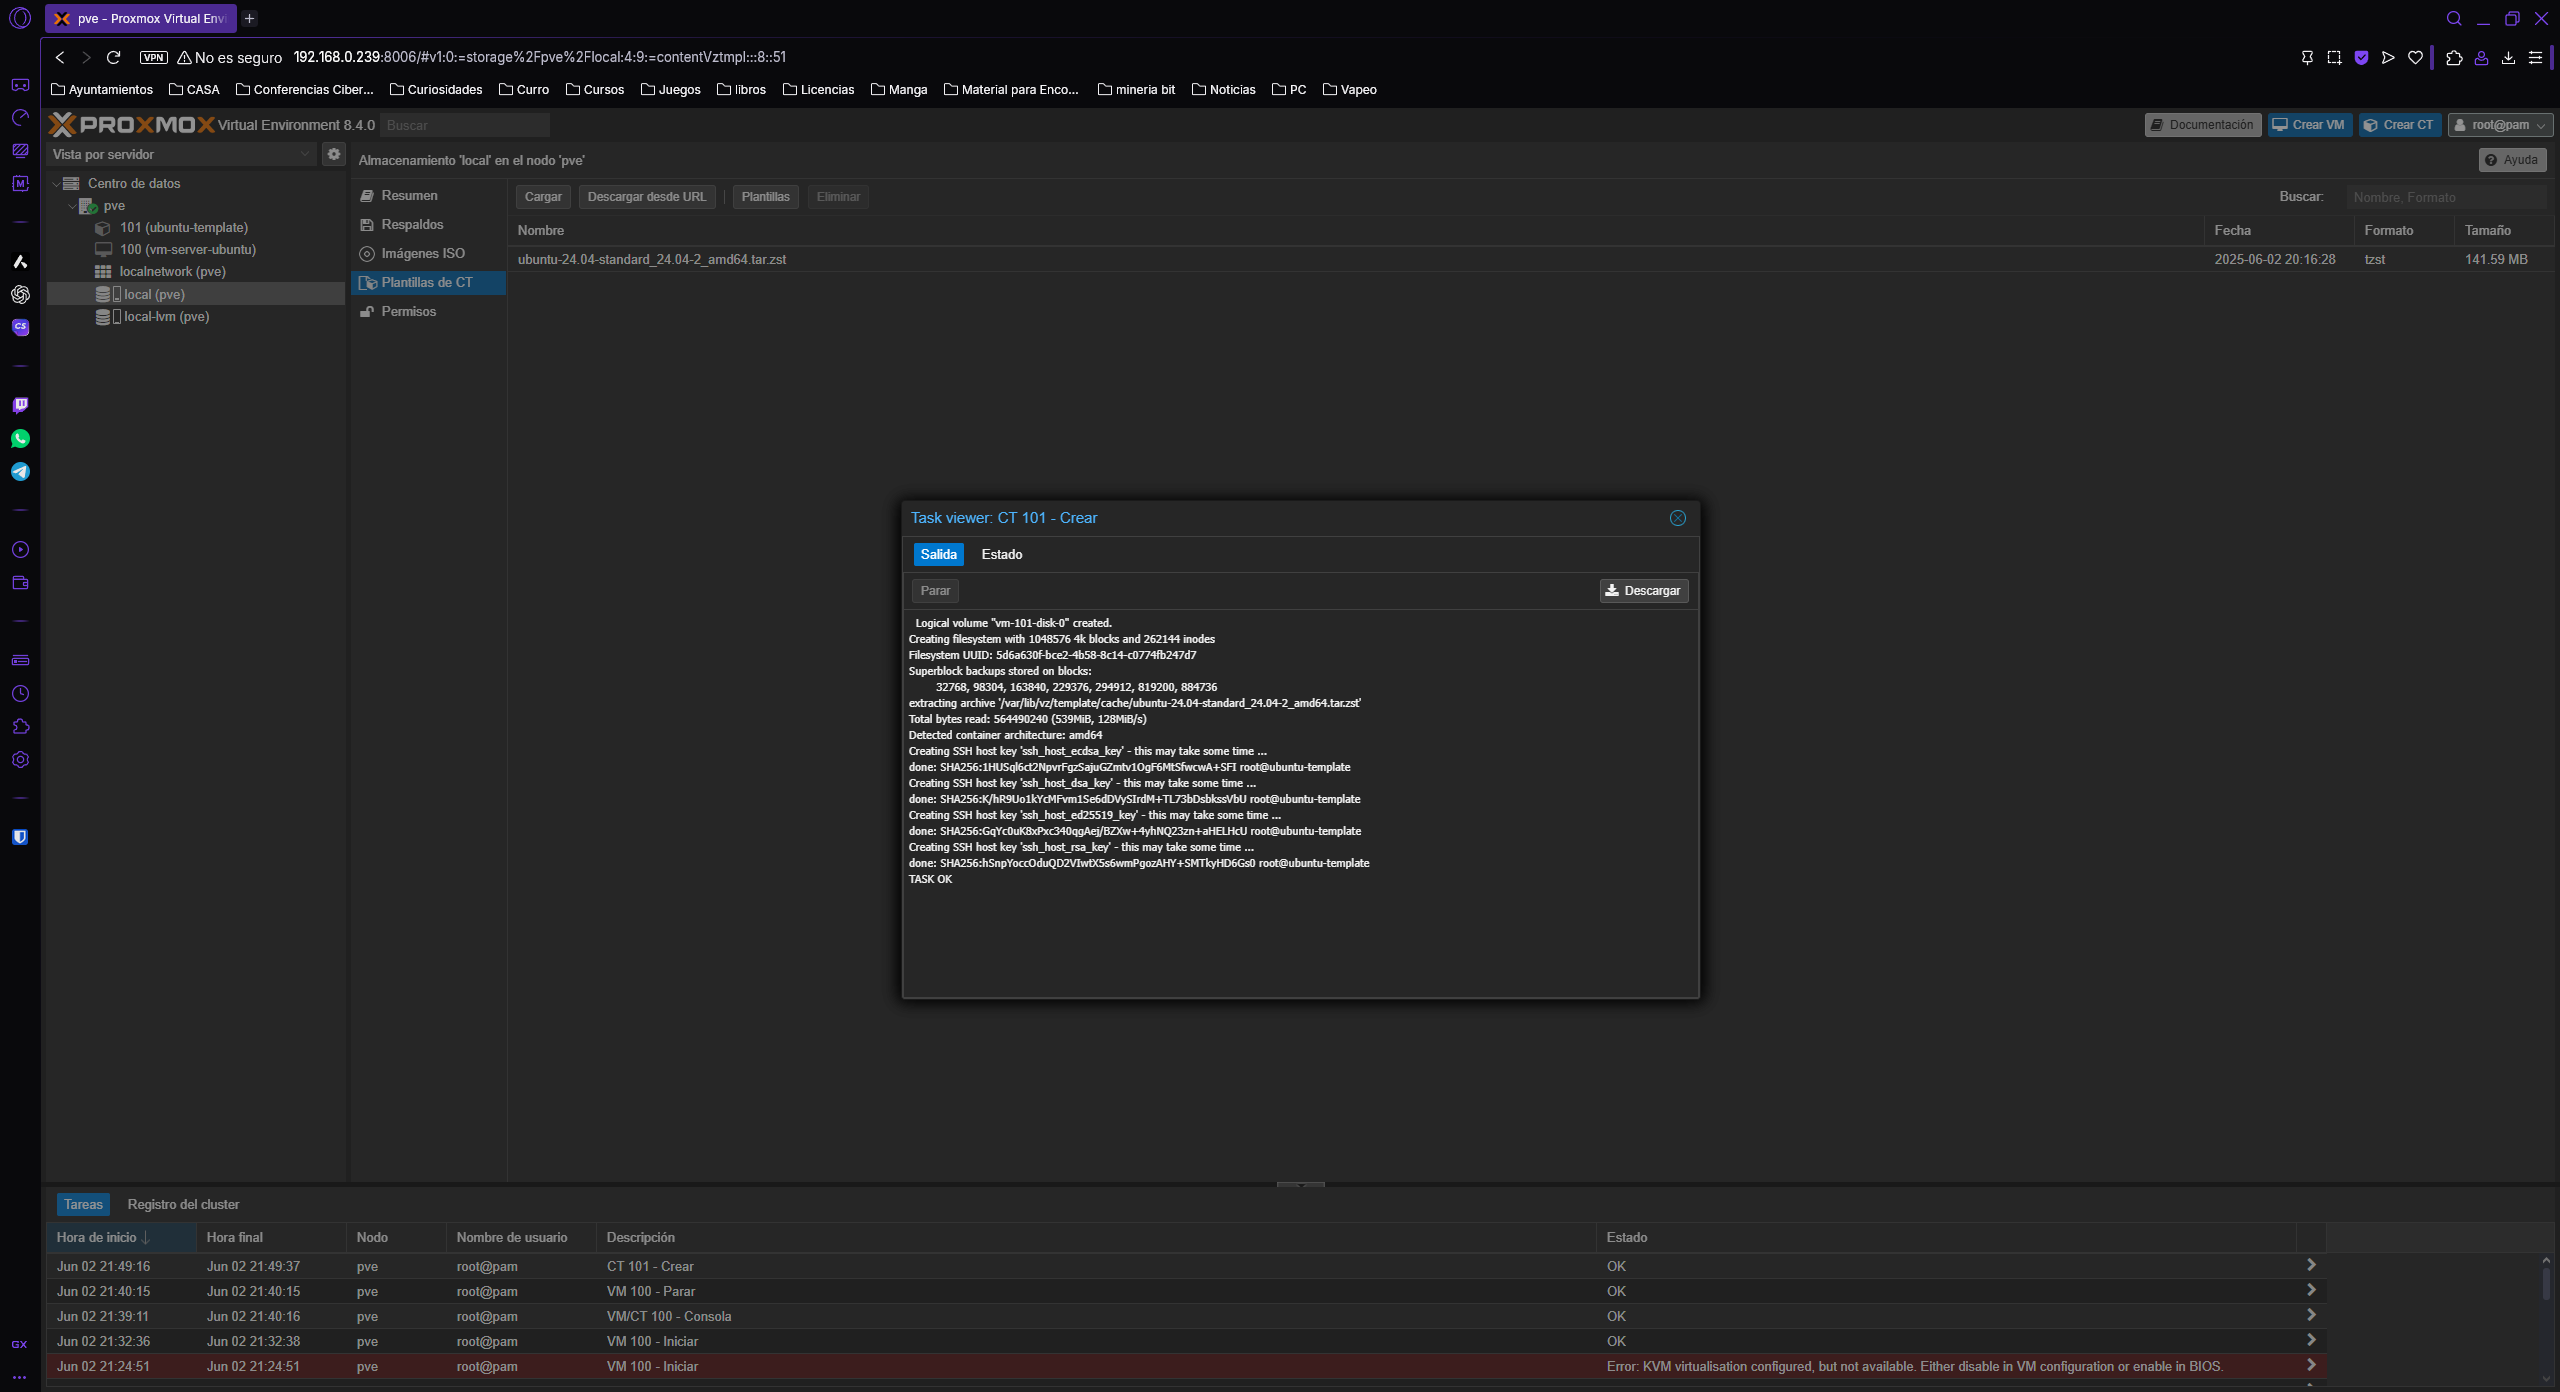 pve - Proxmox Virtual Envi
VPN No es seguro 192.168.0.239:8006/#v1:0:=storage%2Fpve%2Flocal:4:9:=contentVztmpl:::8::51
Ayuntamientos CASA Conferencias Ciber... Curiosidades Curro Cursos Juegos libros Licencias Manga Material para Enco... mineria bit Noticias PC Vapeo
PROXMOX Virtual Environment 8.4.0 Buscar Documentación Crear VM Crear CT root@pam
Vista por servidor
Almacenamiento 'local' en el nodo 'pve' Ayuda
Centro de datos
pve
101 (ubuntu-template)
100 (vm-server-ubuntu)
localnetwork (pve)
local (pve)
local-lvm (pve)
Resumen
Respaldos
Imágenes ISO
Plantillas de CT
Permisos
Cargar Descargar desde URL Plantillas Eliminar Buscar: Nombre, Formato
Nombre Fecha Formato Tamaño
ubuntu-24.04-standard_24.04-2_amd64.tar.zst 2025-06-02 20:16:28 tzst 141.59 MB
Task viewer: CT 101 - Crear
Salida Estado
Parar Descargar
Logical volume "vm-101-disk-0" created.
Creating filesystem with 1048576 4k blocks and 262144 inodes
Filesystem UUID: 5d6a630f-bce2-4b58-8c14-c0774fb247d7
Superblock backups stored on blocks:
32768, 98304, 163840, 229376, 294912, 819200, 884736
extracting archive '/var/lib/vz/template/cache/ubuntu-24.04-standard_24.04-2_amd64.tar.zst'
Total bytes read: 564490240 (539MiB, 128MiB/s)
Detected container architecture: amd64
Creating SSH host key 'ssh_host_ecdsa_key' - this may take some time ...
done: SHA256:1HUSql6ct2NpvrFgzSajuGZmtv1OgF6MtSfwcwA+SFI root@ubuntu-template
Creating SSH host key 'ssh_host_dsa_key' - this may take some time ...
done: SHA256:K/hR9Uo1kYcMFvm1Se6dDVySIrdM+TL73bDsbkssVbU root@ubuntu-template
Creating SSH host key 'ssh_host_ed25519_key' - this may take some time ...
done: SHA256:GqYc0uK8xPxc340qgAej/BZXw+4yhNQ23zn+aHELHcU root@ubuntu-template
Creating SSH host key 'ssh_host_rsa_key' - this may take some time ...
done: SHA256:hSnpYoccOduQD2VIwtX5s6wmPgozAHY+SMTkyHD6Gs0 root@ubuntu-template
TASK OK
Tareas Registro del cluster
Hora de inicio Hora final Nodo Nombre de usuario Descripción Estado
Jun 02 21:49:16 Jun 02 21:49:37 pve root@pam CT 101 - Crear OK
Jun 02 21:40:15 Jun 02 21:40:15 pve root@pam VM 100 - Parar OK
Jun 02 21:39:11 Jun 02 21:40:16 pve root@pam VM/CT 100 - Consola OK
Jun 02 21:32:36 Jun 02 21:32:38 pve root@pam VM 100 - Iniciar OK
Jun 02 21:24:51 Jun 02 21:24:51 pve root@pam VM 100 - Iniciar Error: KVM virtualisation configured, but not available. Either disable in VM configuration or enable in BIOS.
M
CS
GX